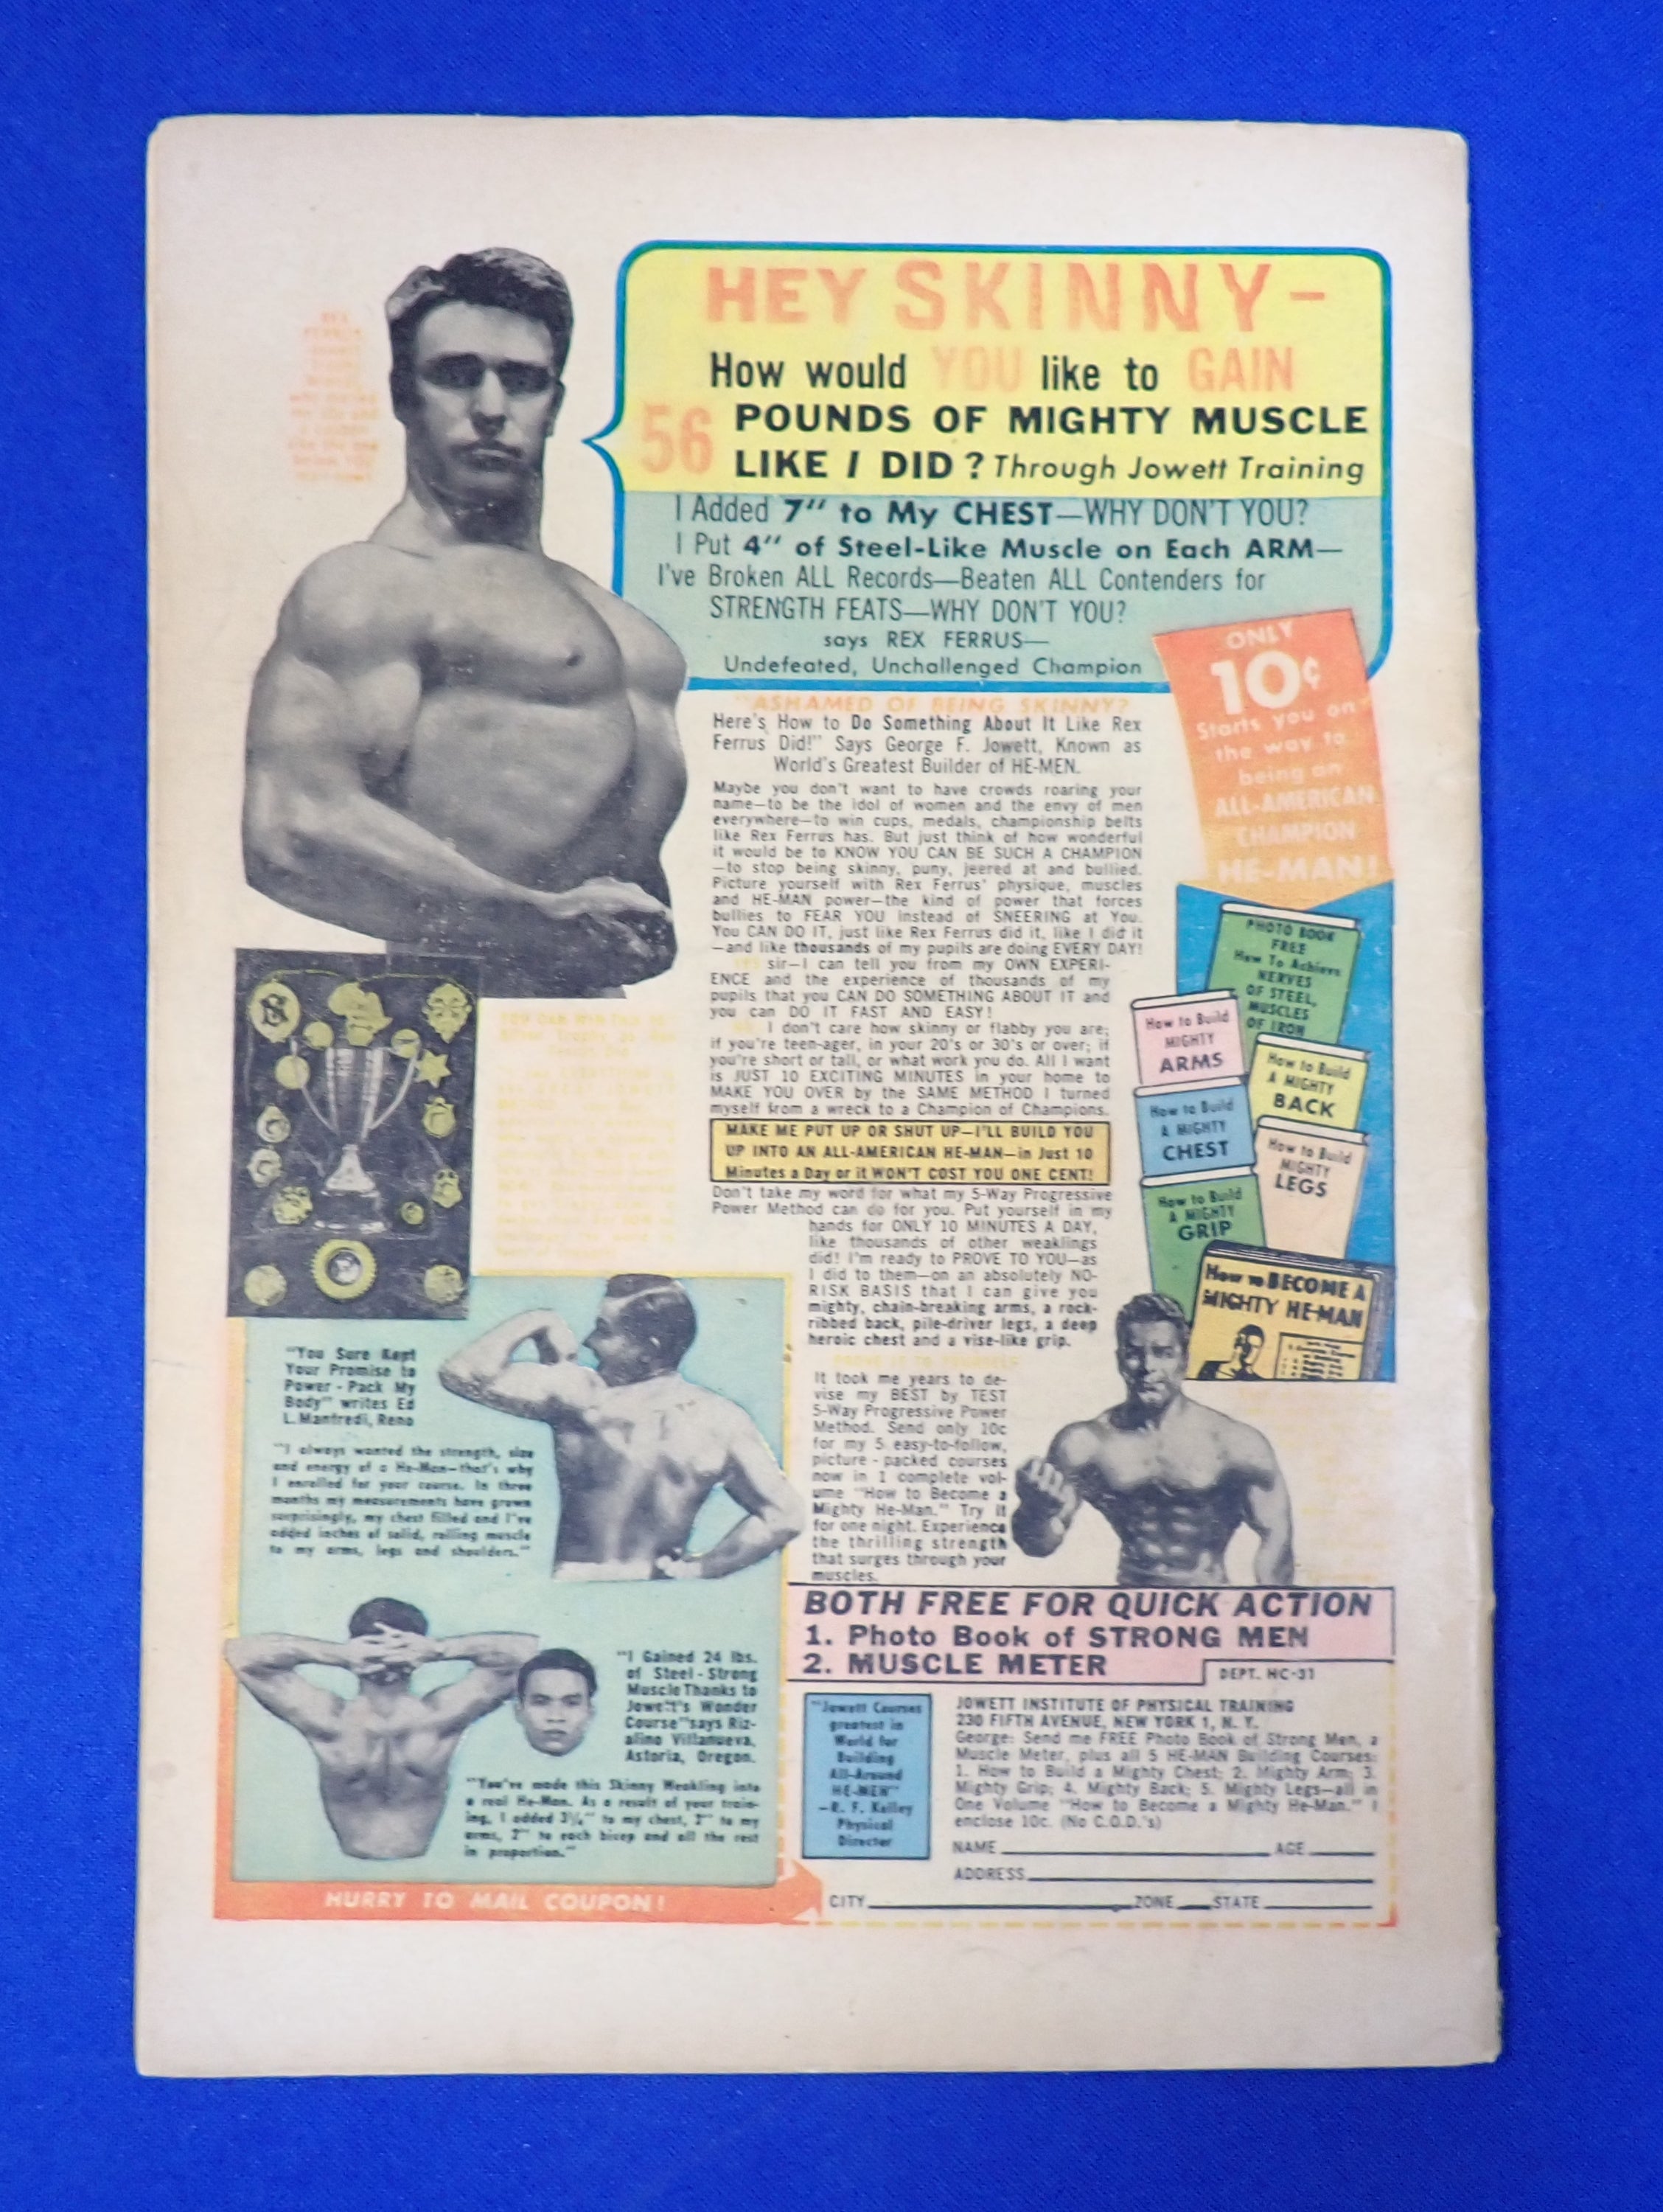 HEY SKINNY-
How would YOU like to GAIN
56 POUNDS OF MIGHTY MUSCLE
LIKE I DID? Through Jowett Training
I Added 7" to My CHEST—WHY DON'T YOU?
I Put 4" of Steel-Like Muscle on Each ARM—
I've Broken ALL Records—Beaten ALL Contenders for
STRENGTH FEATS—WHY DON'T YOU?
says REX FERRUS—
Undefeated, Unchallenged Champion
ONLY
10¢
Starts you on
the way to
being an
ALL-AMERICAN
CHAMPION
HE-MAN!
"ASHAMED OF BEING SKINNY?
Here's How to Do Something About It Like Rex
Ferrus Did!" Says George F. Jowett, Known as
World's Greatest Builder of HE-MEN.
Maybe you don't want to have crowds roaring your
name—to be the idol of women and the envy of men
everywhere—to win cups, medals, championship belts
like Rex Ferrus has. But just think of how wonderful
it would be to KNOW YOU CAN BE SUCH A CHAMPION
—to stop being skinny, puny, jeered at and bullied.
Picture yourself with Rex Ferrus' physique, muscles
and HE-MAN power—the kind of power that forces
bullies to FEAR YOU instead of SNEERING at You.
You CAN DO IT, just like Rex Ferrus did it, like I did it
—and like thousands of my pupils are doing EVERY DAY!
sir—I can tell you from my OWN EXPERI-
ENCE and the experience of thousands of my
pupils that you CAN DO SOMETHING ABOUT IT and
you can DO IT FAST AND EASY!
I don't care how skinny or flabby you are;
if you're teen-ager, in your 20's or 30's or over; if
you're short or tall, or what work you do. All I want
is JUST 10 EXCITING MINUTES in your home to
MAKE YOU OVER by the SAME METHOD I turned
myself from a wreck to a Champion of Champions.
MAKE ME PUT UP OR SHUT UP—I'LL BUILD YOU
UP INTO AN ALL-AMERICAN HE-MAN—in Just 10
Minutes a Day or it WON'T COST YOU ONE CENT!
Don't take my word for what my 5-Way Progressive
Power Method can do for you. Put yourself in my
hands for ONLY 10 MINUTES A DAY,
like thousands of other weaklings
did! I'm ready to PROVE TO YOU—as
I did to them—on an absolutely NO-
RISK BASIS that I can give you
mighty, chain-breaking arms, a rock-
ribbed back, pile-driver legs, a deep
heroic chest and a vise-like grip.
PROVE IT TO YOURSELF
It took me years to de-
vise my BEST by TEST
5-Way Progressive Power
Method. Send only 10c
for my 5 easy-to-follow,
picture - packed courses
now in 1 complete vol-
ume "How to Become a
Mighty He-Man." Try it
for one night. Experience
the thrilling strength
that surges through your
muscles.
PHOTO BOOK
FREE
How To Achieve
NERVES
OF STEEL,
MUSCLES
OF IRON
How to Build
MIGHTY
ARMS
How to Build
A MIGHTY
BACK
How to Build
A MIGHTY
CHEST
How to Build
MIGHTY
LEGS
How to Build
A MIGHTY
GRIP
How to BECOME A
MIGHTY HE-MAN
"You Sure Kept
Your Promise to
Power - Pack My
Body" writes Ed
L. Manfredi, Reno
"I always wanted the strength, size
and energy of a He-Man—that's why
I enrolled for your course. In three
months my measurements have grown
surprisingly, my chest filled and I've
added inches of solid, rolling muscle
to my arms, legs and shoulders."
"I Gained 24 lbs.
of Steel - Strong
Muscle Thanks to
Jowett's Wonder
Course" says Riz-
alino Villanueva,
Astoria, Oregon.
"You've made this Skinny Weakling into
a real He-Man. As a result of your train-
ing, I added 3½" to my chest, 2" to my
arms, 2" to each bicep and all the rest
in proportion."
HURRY TO MAIL COUPON!
BOTH FREE FOR QUICK ACTION
1. Photo Book of STRONG MEN
2. MUSCLE METER
DEPT. HC-31
"Jowett Courses
greatest in
World for
Building
All-Around
HE-MEN"
—R. F. Kelley
Physical
Director
JOWETT INSTITUTE OF PHYSICAL TRAINING
230 FIFTH AVENUE, NEW YORK 1, N. Y.
George: Send me FREE Photo Book of Strong Men, a
Muscle Meter, plus all 5 HE-MAN Building Courses:
1. How to Build a Mighty Chest; 2. Mighty Arm; 3.
Mighty Grip; 4. Mighty Back; 5. Mighty Legs—all in
One Volume "How to Become a Mighty He-Man." I
enclose 10c. (No C.O.D.'s)
NAME AGE
ADDRESS
CITY ZONE STATE